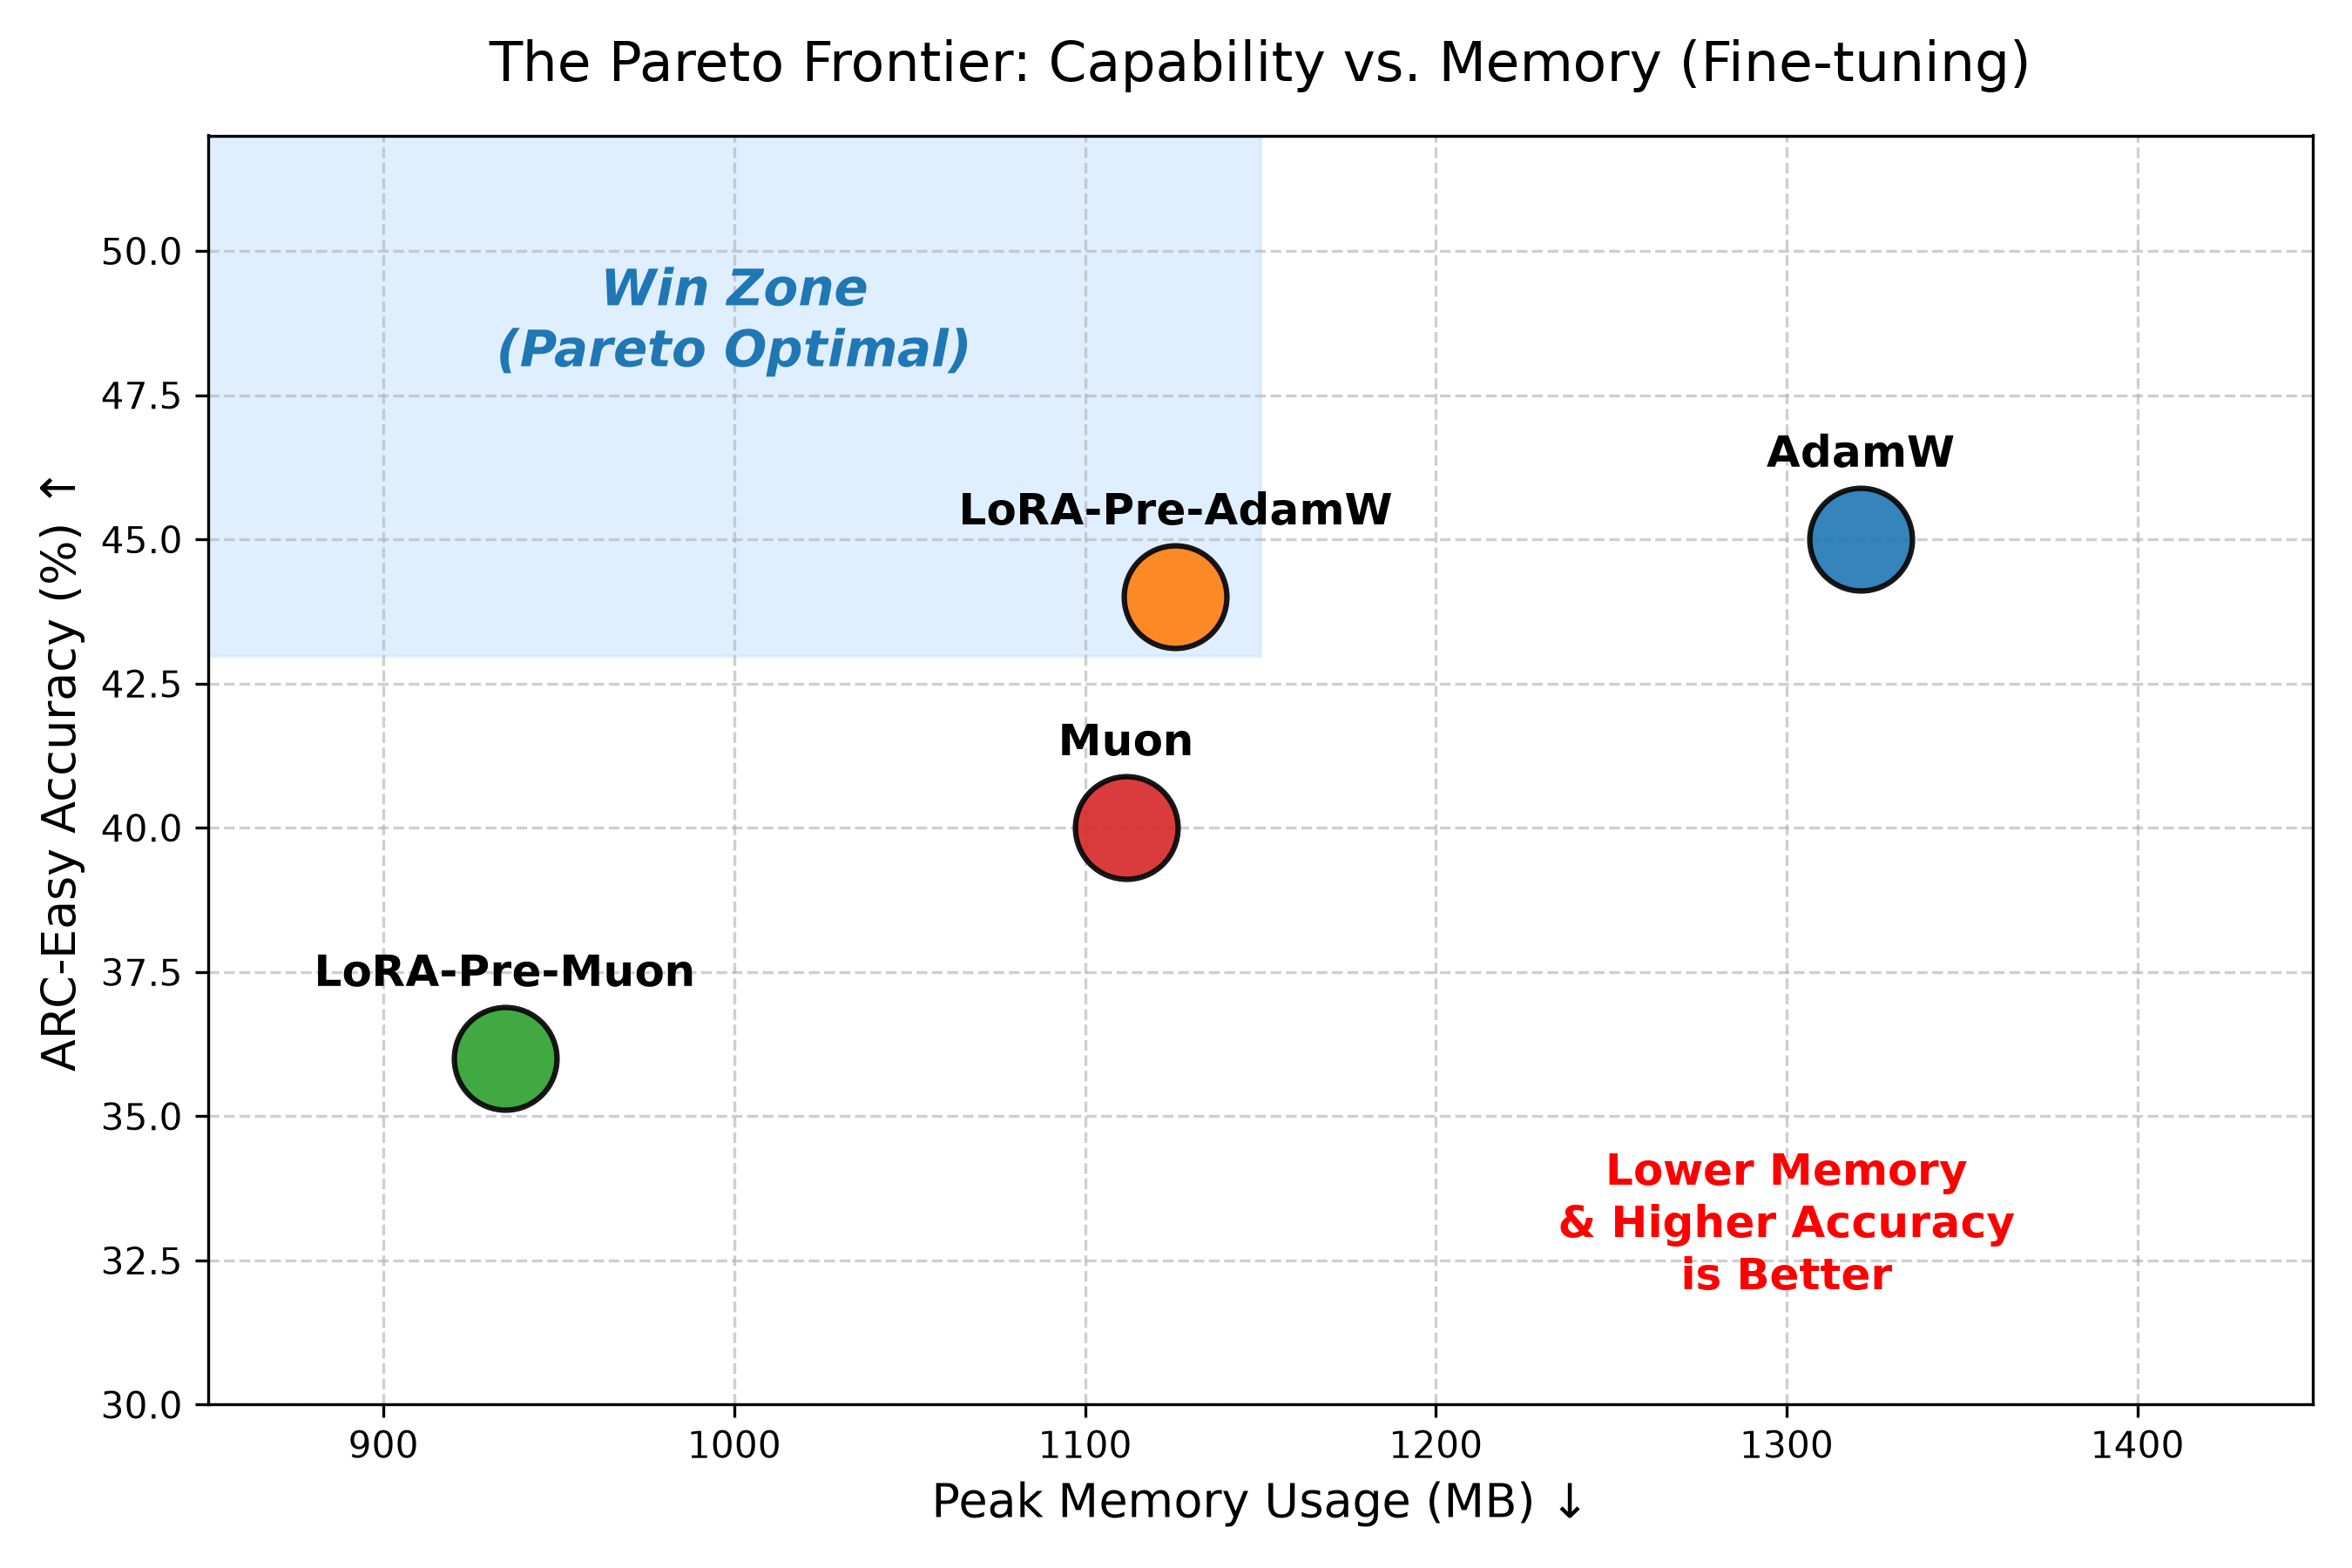 The Pareto Frontier: Capability vs. Memory (Fine-tuning)
ARC-Easy Accuracy (%) ↑
50.0
47.5
45.0
42.5
40.0
37.5
35.0
32.5
30.0
Win Zone
(Pareto Optimal)
AdamW
LoRA-Pre-AdamW
Muon
LoRA-Pre-Muon
Lower Memory
& Higher Accuracy
is Better
900 1000 1100 1200 1300 1400
Peak Memory Usage (MB) ↓